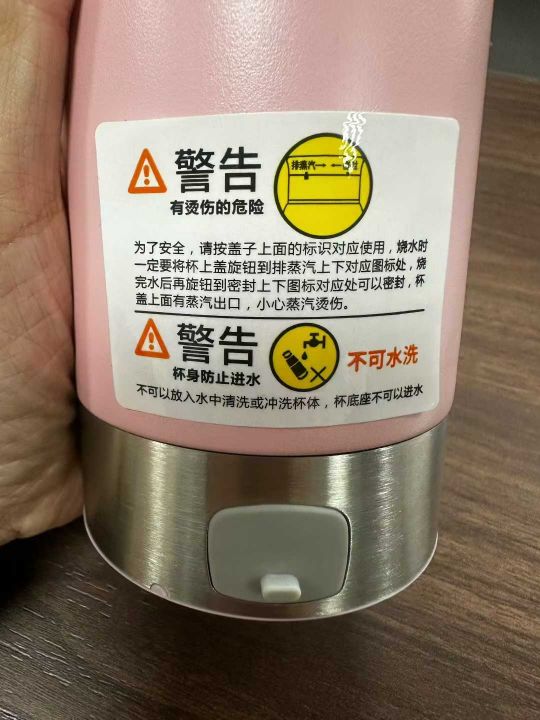 警告
有烫伤的危险
排蒸汽→ ←
为了安全，请按盖子上面的标识对应使用，烧水时
一定要将杯上盖旋钮到排蒸汽上下对应图标处，烧
完水后再旋钮到密封上下图标对应处可以密封，杯
盖上面有蒸汽出口，小心蒸汽烫伤。
警告
杯身防止进水
不可水洗
不可以放入水中清洗或冲洗杯体，杯底座不可以进水